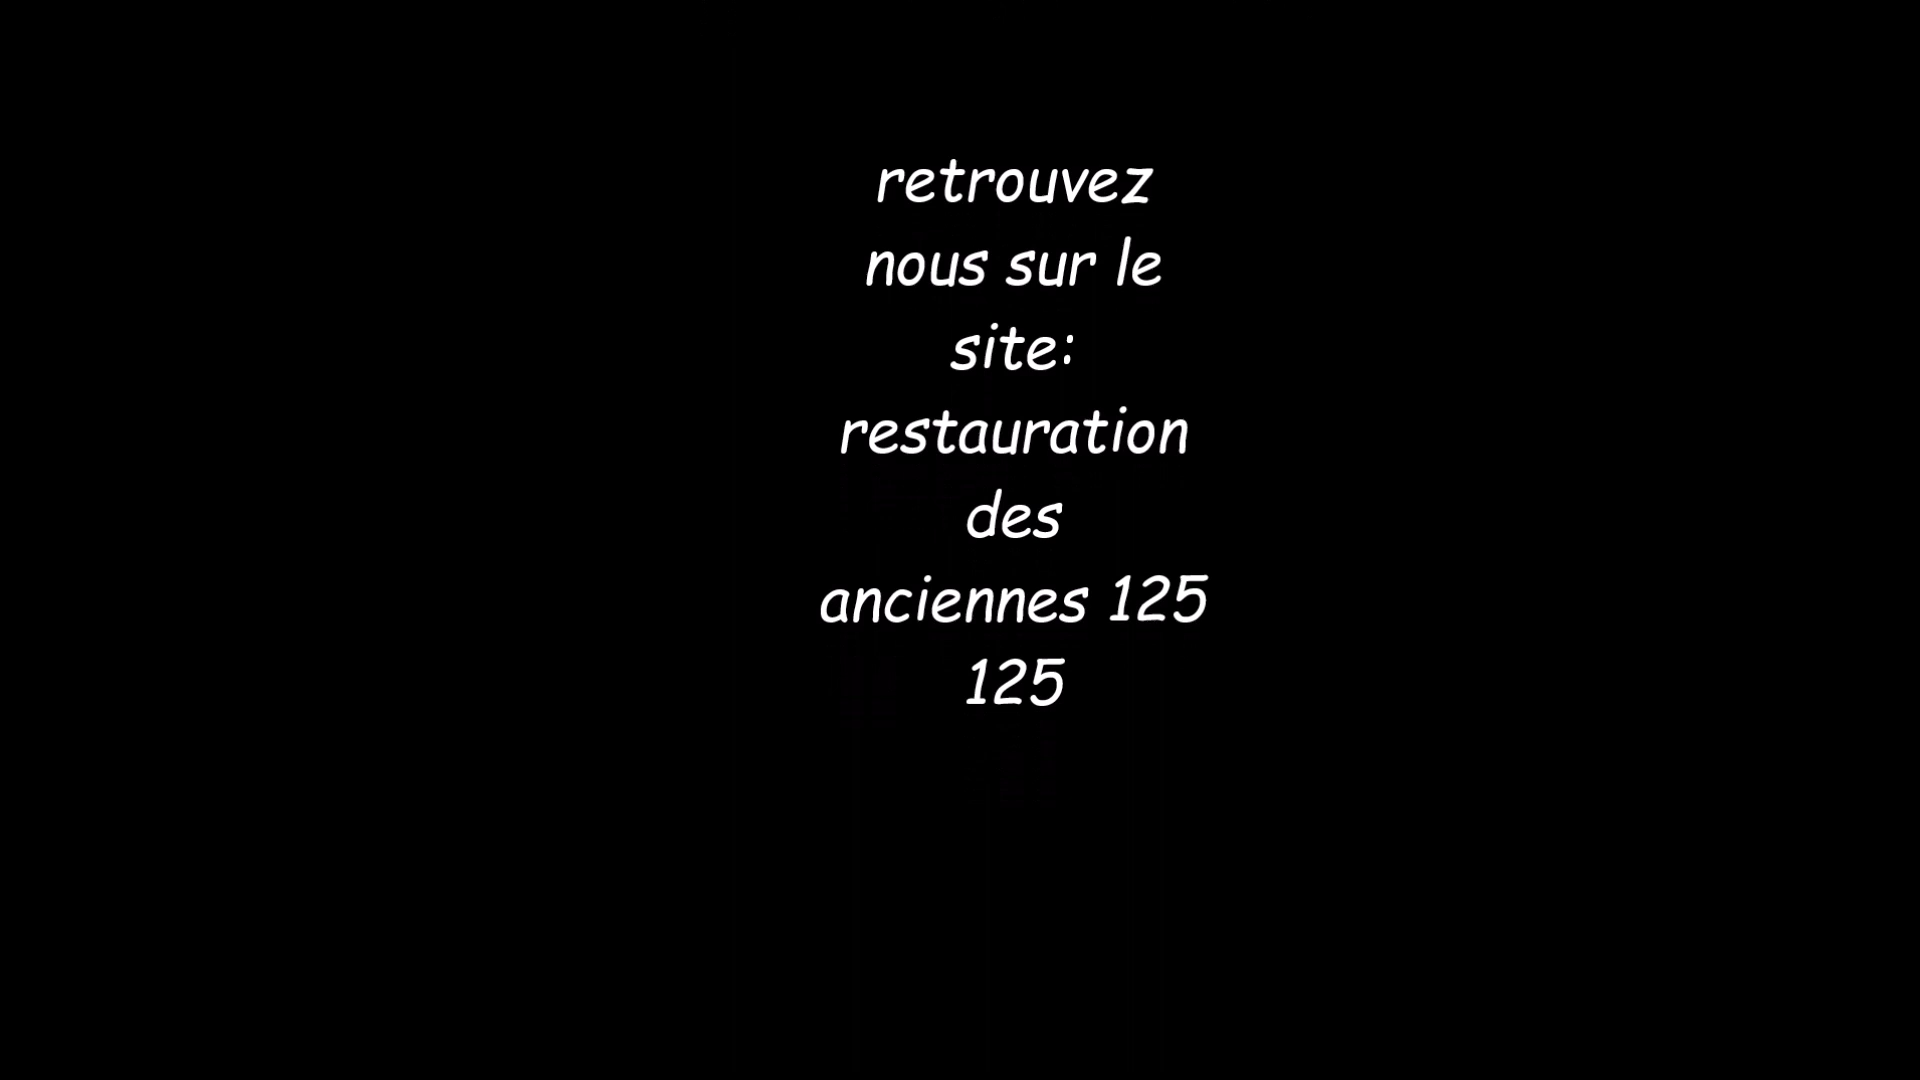 retrouvez
nous sur le
site:
restauration
des
anciennes 125
125